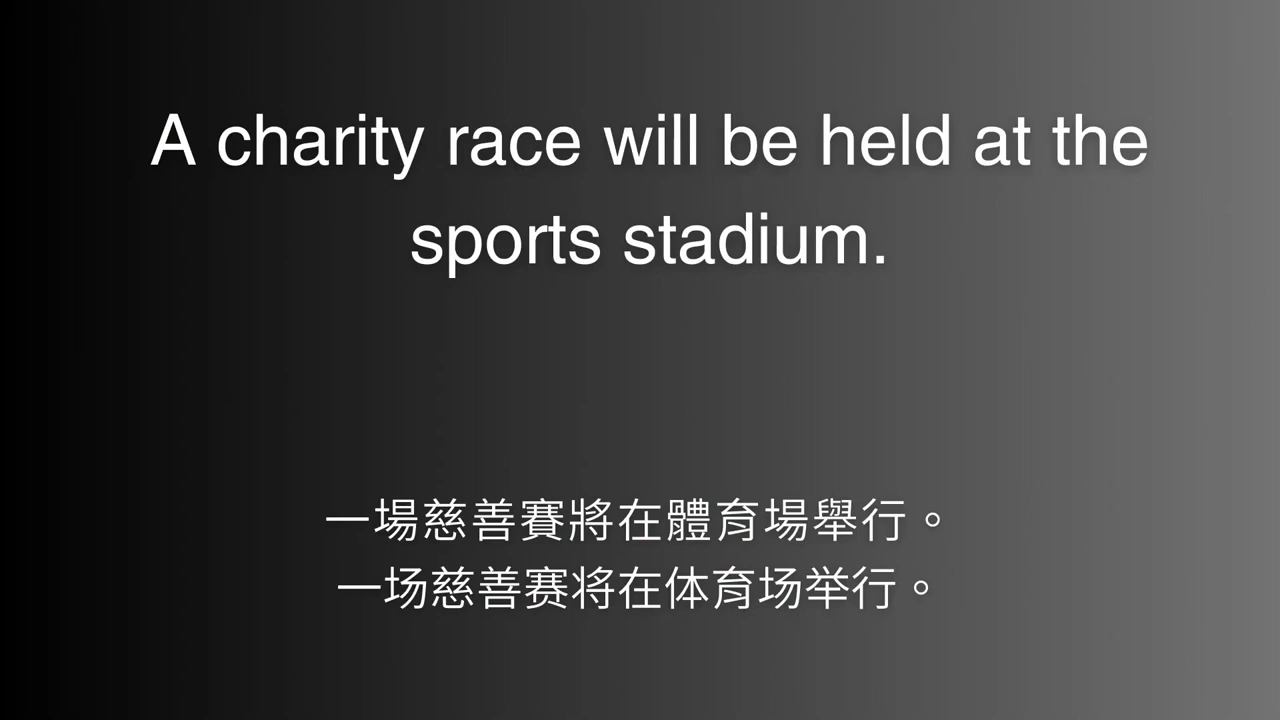 A charity race will be held at the
sports stadium.
一場慈善賽將在體育場舉行。
一场慈善赛将在体育场举行。